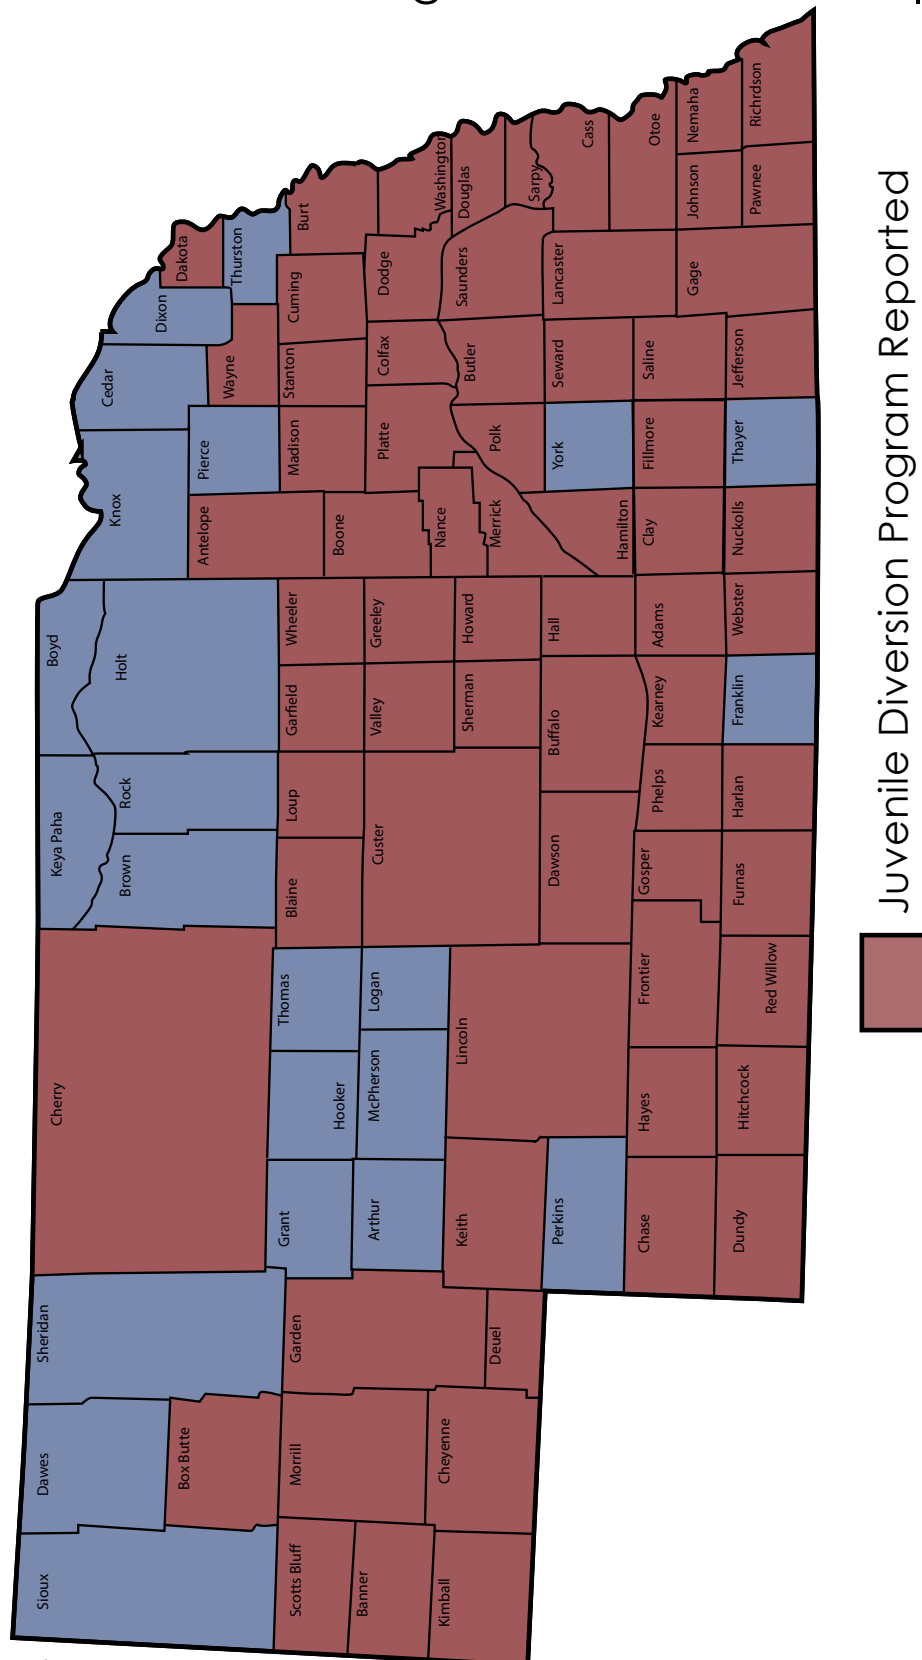 Sioux
Dawes
Sheridan
Box Butte
Scotts Bluff
Banner
Kimball
Morrill
Cheyenne
Garden
Deuel
Cherry
Grant
Hooker
Thomas
Arthur
McPherson
Logan
Keith
Lincoln
Perkins
Chase
Hayes
Frontier
Dundy
Hitchcock
Red Willow
Keya Paha
Brown
Rock
Boyd
Holt
Blaine
Loup
Garfield
Wheeler
Custer
Valley
Greeley
Sherman
Howard
Dawson
Buffalo
Hall
Gosper
Phelps
Kearney
Adams
Furnas
Harlan
Franklin
Webster
Knox
Cedar
Dixon
Dakota
Antelope
Pierce
Wayne
Thurston
Boone
Madison
Stanton
Cuming
Burt
Nance
Platte
Colfax
Dodge
Washington
Merrick
Polk
Butler
Saunders
Douglas
Sarpy
Hamilton
York
Seward
Lancaster
Cass
Clay
Fillmore
Saline
Otoe
Nuckolls
Thayer
Jefferson
Gage
Johnson
Nemaha
Pawnee
Richrdson
Juvenile Diversion Program Reported